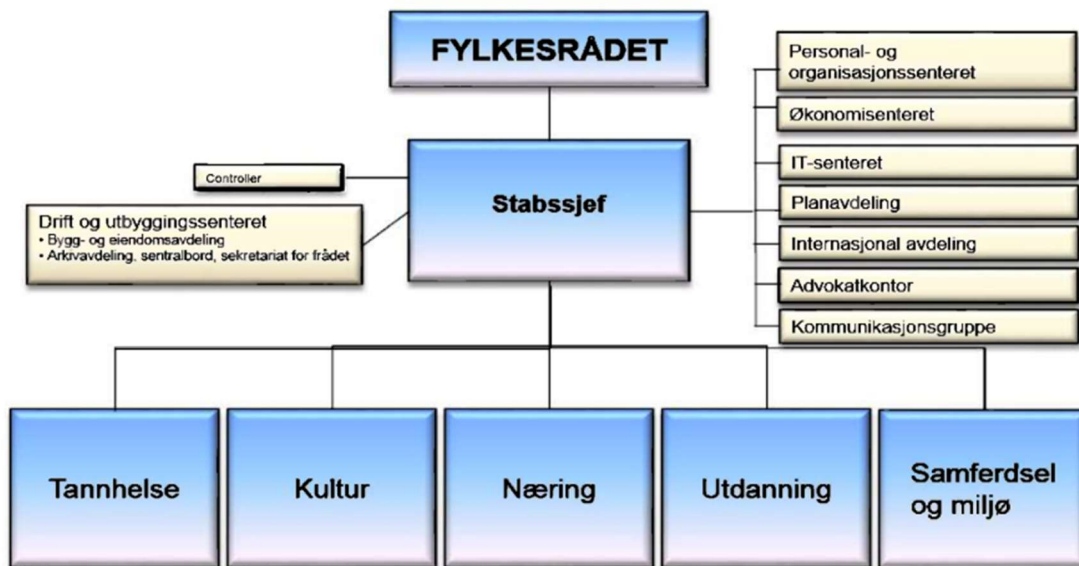 FYLKESRÅDET
Stabssjef
Controller
Drift og utbyggingssenteret
• Bygg- og eiendomsavdeling
• Arkivavdeling, sentralbord, sekretariat for frådet
Personal- og
organisasjonssenteret
Økonomisenteret
IT-senteret
Planavdeling
Internasjonal avdeling
Advokatkontor
Kommunikasjonsgruppe
Tannhelse
Kultur
Næring
Utdanning
Samferdsel
og miljø